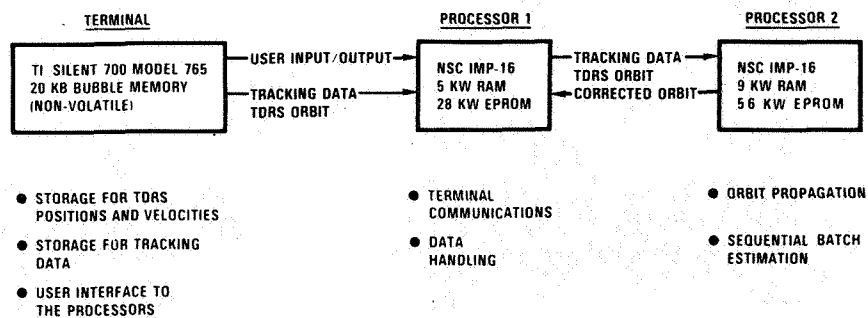 TERMINAL
PROCESSOR 1
PROCESSOR 2
TI SILENT 700 MODEL 765
20 KB BUBBLE MEMORY
(NON-VOLATILE)
USER INPUT/OUTPUT
TRACKING DATA
TDRS ORBIT
NSC IMP-16
5 KW RAM
28 KW EPROM
TRACKING DATA
TDRS ORBIT
CORRECTED ORBIT
NSC IMP-16
9 KW RAM
56 KW EPROM
● STORAGE FOR TDRS
POSITIONS AND VELOCITIES
● STORAGE FOR TRACKING
DATA
● USER INTERFACE TO
THE PROCESSORS
● TERMINAL
COMMUNICATIONS
● DATA
HANDLING
● ORBIT PROPAGATION
● SEQUENTIAL BATCH
ESTIMATION